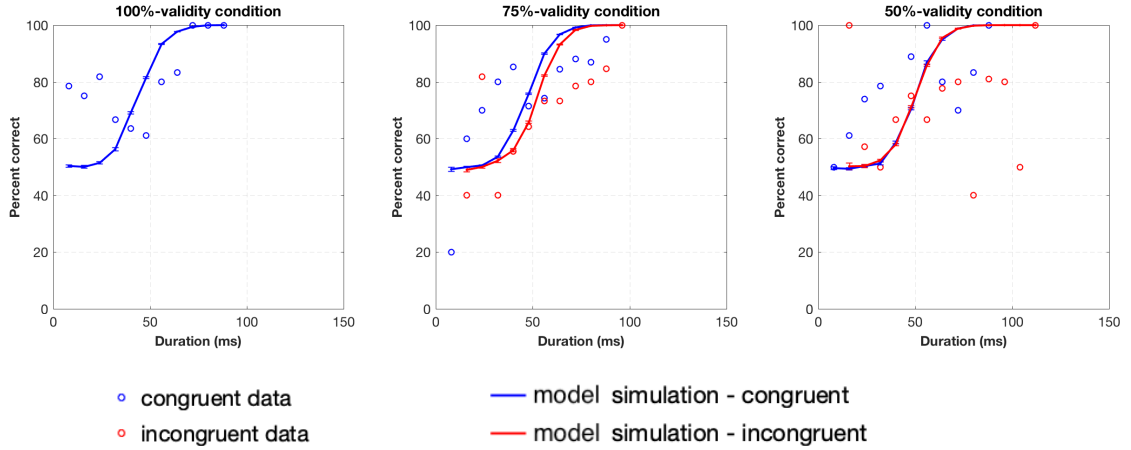 100%-validity condition
75%-validity condition
50%-validity condition
Percent correct
100
80
60
40
20
0
0
50
100
150
Duration (ms)
Percent correct
100
80
60
40
20
0
0
50
100
150
Duration (ms)
Percent correct
100
80
60
40
20
0
0
50
100
150
Duration (ms)
congruent data
incongruent data
model simulation - congruent
model simulation - incongruent